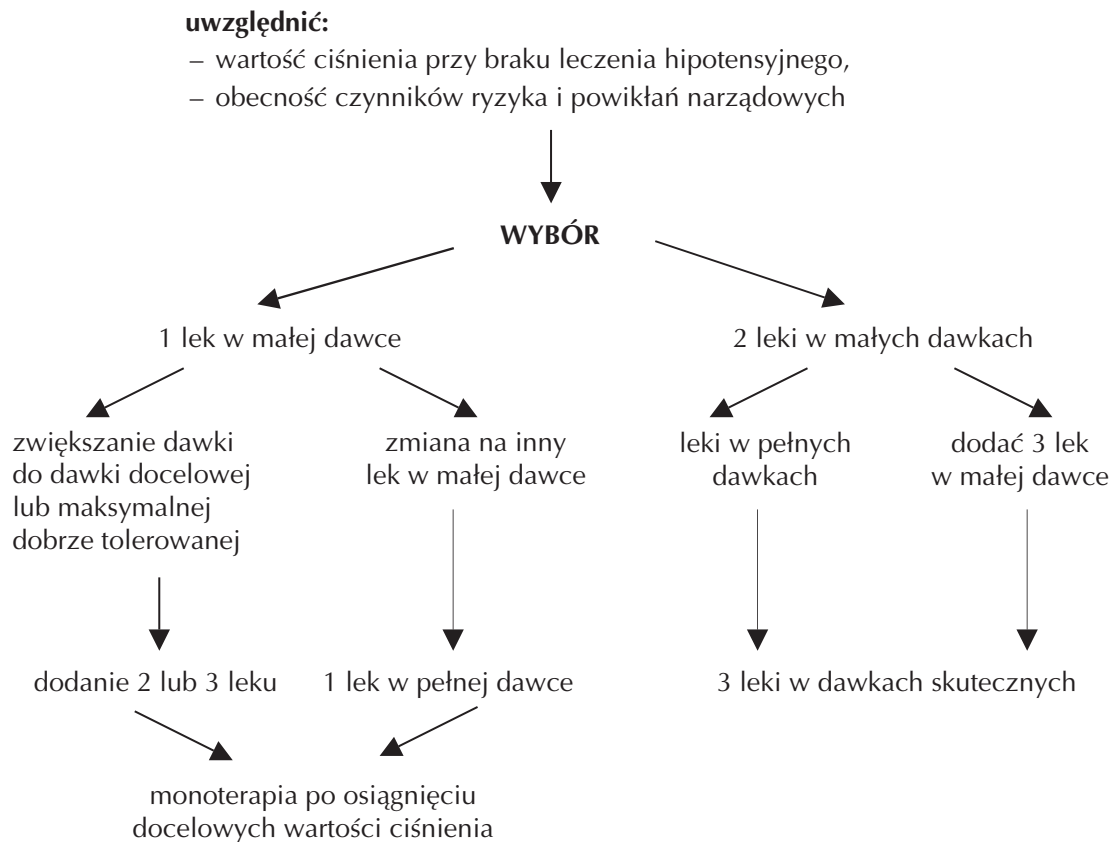 uwzględnić:
– wartość ciśnienia przy braku leczenia hipotensyjnego,
– obecność czynników ryzyka i powikłań narządowych
WYBÓR
1 lek w małej dawce
2 leki w małych dawkach
zwiększanie dawki
do dawki docelowej
lub maksymalnej
dobrze tolerowanej
zmiana na inny
lek w małej dawce
leki w pełnych
dawkach
dodać 3 lek
w małej dawce
dodanie 2 lub 3 leku
1 lek w pełnej dawce
3 leki w dawkach skutecznych
monoterapia po osiągnięciu
docelowych wartości ciśnienia